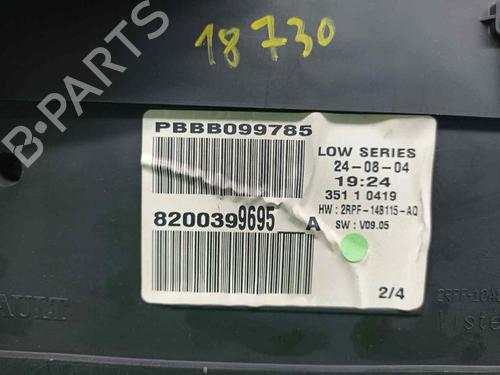 18730
PBBB099785
LOW SERIES
24-08-04
19:24
351 1 0419
HW : 2RPF-14B115-AQ
SW : V09.05
8200399695 A
2/4